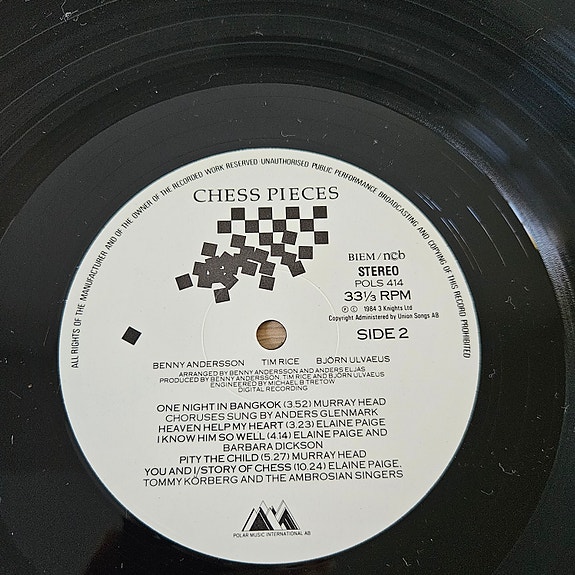 ALL RIGHTS OF THE MANUFACTURER AND OF THE OWNER OF THE RECORDED WORK RESERVED UNAUTHORISED PUBLIC PERFORMANCE BROADCASTING AND COPYING OF THIS RECORD PROHIBITED
CHESS PIECES
BIEM/ncb
STEREO
POLS 414
33⅓ RPM
Ⓟ © 1984 3 Knights Ltd
Copyright Administered by Union Songs AB
SIDE 2
BENNY ANDERSSON TIM RICE BJÖRN ULVAEUS
ARRANGED BY BENNY ANDERSSON AND ANDERS ELJAS
PRODUCED BY BENNY ANDERSSON, TIM RICE AND BJÖRN ULVAEUS
ENGINEERED BY MICHAEL B TRETOW
DIGITAL RECORDING
ONE NIGHT IN BANGKOK (3.52) MURRAY HEAD
CHORUSES SUNG BY ANDERS GLENMARK
HEAVEN HELP MY HEART (3.23) ELAINE PAIGE
I KNOW HIM SO WELL (4.14) ELAINE PAIGE AND
BARBARA DICKSON
PITY THE CHILD (5.27) MURRAY HEAD
YOU AND I/STORY OF CHESS (10.24) ELAINE PAIGE,
TOMMY KÖRBERG AND THE AMBROSIAN SINGERS
POLAR MUSIC INTERNATIONAL AB